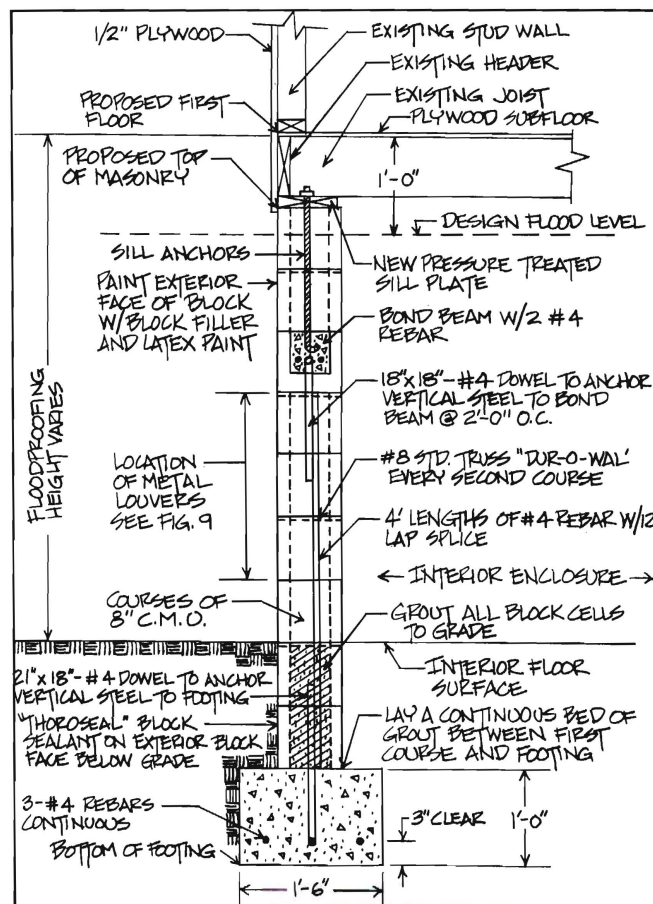 1/2" PLYWOOD
EXISTING STUD WALL
EXISTING HEADER
PROPOSED FIRST
FLOOR
EXISTING JOIST
PLYWOOD SUBFLOOR
PROPOSED TOP
OF MASONRY
1'-0"
DESIGN FLOOD LEVEL
SILL ANCHORS
NEW PRESSURE TREATED
SILL PLATE
PAINT EXTERIOR
FACE OF BLOCK
W/BLOCK FILLER
AND LATEX PAINT
BOND BEAM W/2 #4
REBAR
18"x18"-#4 DOWEL TO ANCHOR
VERTICAL STEEL TO BOND
BEAM @ 2'-0" O.C.
FLOODPROOFING
HEIGHT VARIES
LOCATION
OF METAL
LOUVERS
SEE FIG. 9
#8 STD. TRUSS "DUR-O-WAL'
EVERY SECOND COURSE
4' LENGTHS OF #4 REBAR W/12
LAP SPLICE
INTERIOR ENCLOSURE
COURSES OF
8" C.M.O.
GROUT ALL BLOCK CELLS
TO GRADE
INTERIOR FLOOR
SURFACE
21"x18"-#4 DOWEL TO ANCHOR
VERTICAL STEEL TO FOOTING
"THOROSEAL" BLOCK
SEALANT ON EXTERIOR BLOCK
FACE BELOW GRADE
LAY A CONTINUOUS BED OF
GROUT BETWEEN FIRST
COURSE AND FOOTING
3-#4 REBARS
CONTINUOUS
BOTTOM OF FOOTING
3" CLEAR
1'-0"
1'-6"